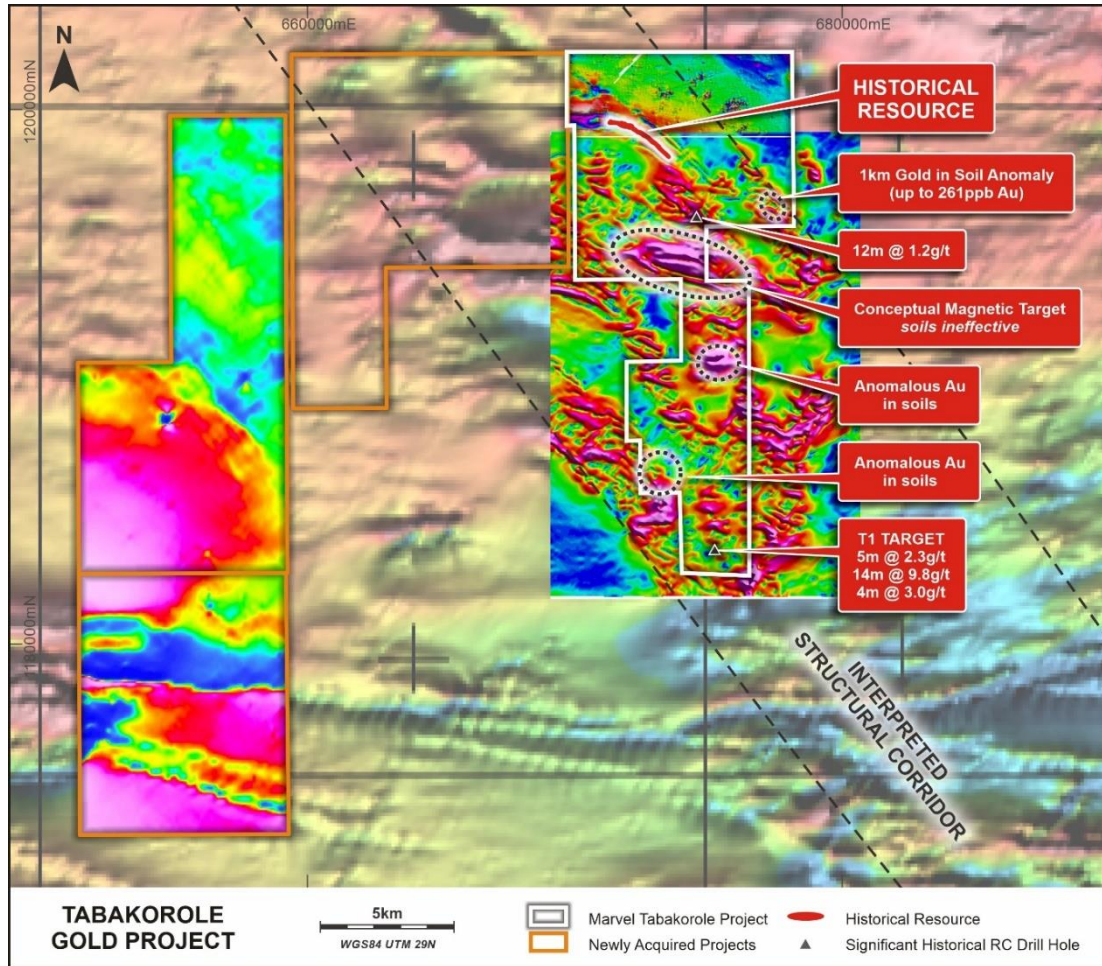 660000mE
680000mE
N
1200000mN
1180000mN
HISTORICAL
RESOURCE
1km Gold in Soil Anomaly
(up to 261ppb Au)
12m @ 1.2g/t
Conceptual Magnetic Target
soils ineffective
Anomalous Au
in soils
Anomalous Au
in soils
T1 TARGET
5m @ 2.3g/t
14m @ 9.8g/t
4m @ 3.0g/t
INTERPRETED
STRUCTURAL CORRIDOR
TABAKOROLE
GOLD PROJECT
5km
WGS84 UTM 29N
Marvel Tabakorole Project
Newly Acquired Projects
Historical Resource
Significant Historical RC Drill Hole